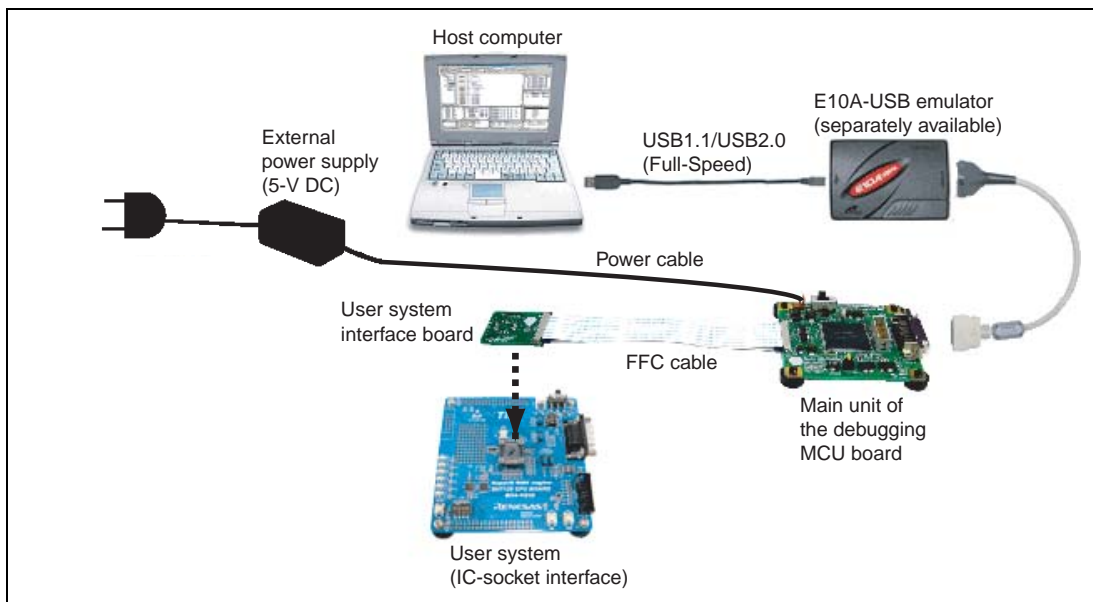 Host computer
E10A-USB emulator
(separately available)
USB1.1/USB2.0
(Full-Speed)
External
power supply
(5-V DC)
Power cable
User system
interface board
FFC cable
Main unit of
the debugging
MCU board
RENESAS
User system
(IC-socket interface)